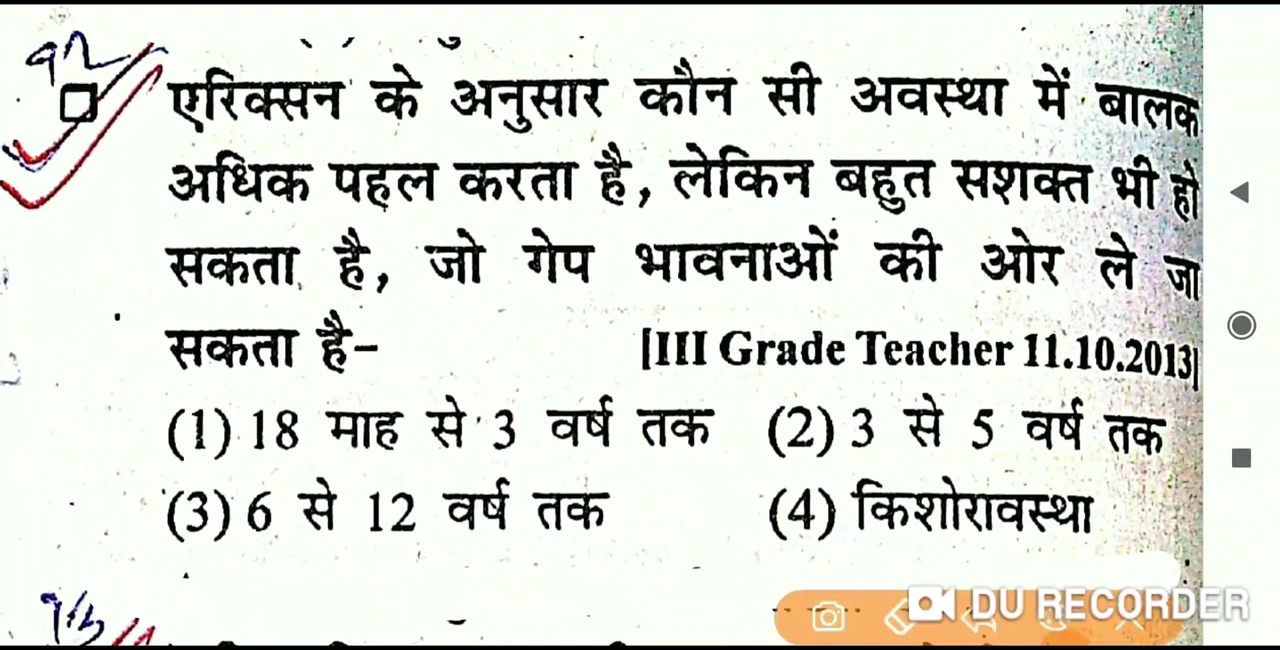 92
एरिक्सन के अनुसार कौन सी अवस्था में बालक
अधिक पहल करता है, लेकिन बहुत सशक्त भी हो
सकता है, जो गेप भावनाओं की ओर ले जा
सकता है-
[III Grade Teacher 11.10.2013]
(1) 18 माह से 3 वर्ष तक (2) 3 से 5 वर्ष तक
(3) 6 से 12 वर्ष तक (4) किशोरावस्था
DU RECORDER